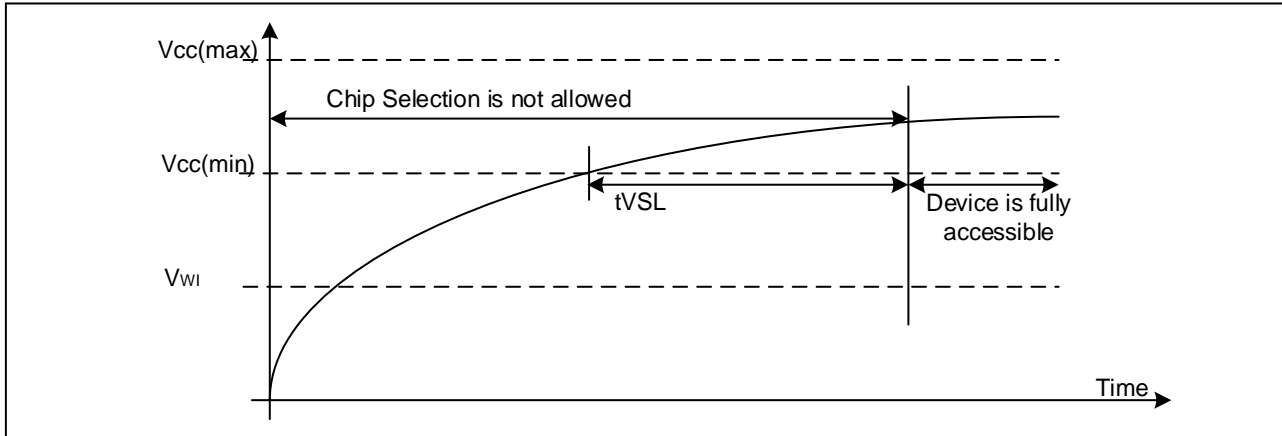 Vcc(max)
Chip Selection is not allowed
Vcc(min)
tVSL
Device is fully
accessible
VWI
Time